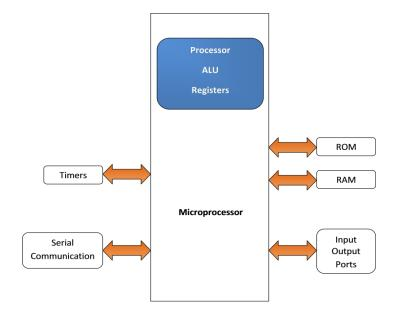 Processor
ALU
Registers
ROM
Timers
RAM
Microprocessor
Serial
Communication
Input
Output
Ports